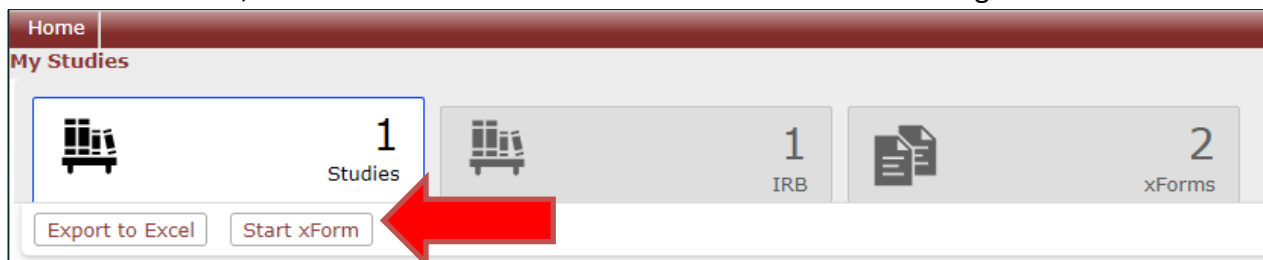 Home
My Studies
1
Studies
1
IRB
2
xForms
Export to Excel
Start xForm